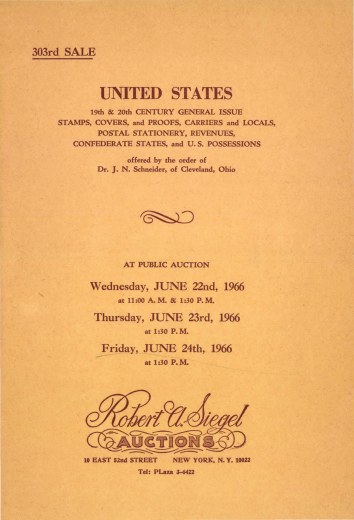 303rd SALE
UNITED STATES
19th & 20th CENTURY GENERAL ISSUE
STAMPS, COVERS, and PROOFS, CARRIERS and LOCALS,
POSTAL STATIONERY, REVENUES,
CONFEDERATE STATES, and U. S. POSSESSIONS
offered by the order of
Dr. J. N. Schneider, of Cleveland, Ohio
AT PUBLIC AUCTION
Wednesday, JUNE 22nd, 1966
at 11:00 A. M. & 1:30 P. M.
Thursday, JUNE 23rd, 1966
at 1:30 P. M.
Friday, JUNE 24th, 1966
at 1:30 P. M.
Robert A. Siegel
AUCTIONS
10 EAST 52nd STREET NEW YORK, N. Y. 10022
Tel: PLaza 3-6422